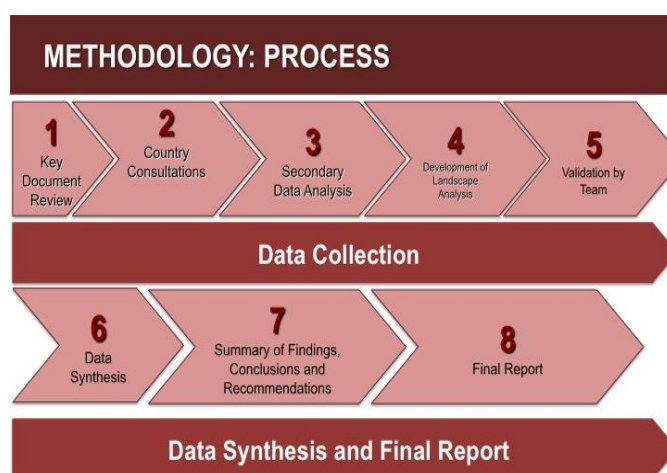 METHODOLOGY: PROCESS
1
Key
Document
Review
2
Country
Consultations
3
Secondary
Data Analysis
4
Development of
Landscape
Analysis
5
Validation by
Team
Data Collection
6
Data
Synthesis
7
Summary of Findings,
Conclusions and
Recommendations
8
Final Report
Data Synthesis and Final Report